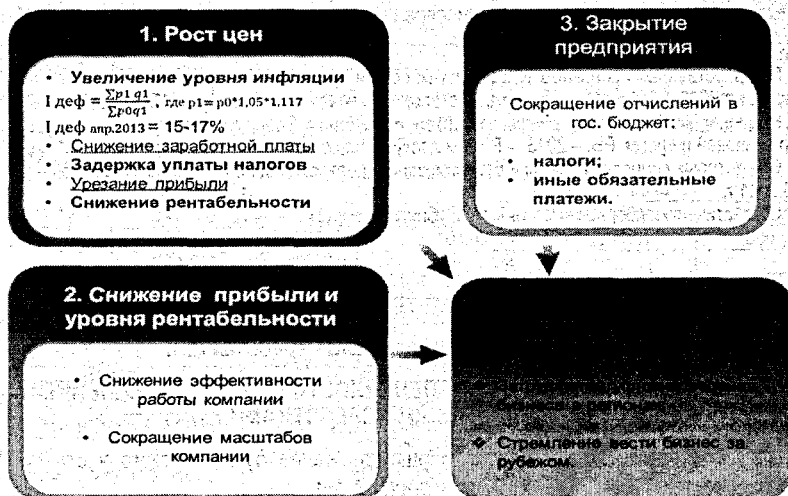 1. Рост цен
• Увеличение уровня инфляции
I деф = ∑p1 q1 / ∑p0q1 , где p1= p0*1,05*1,117
I деф апр.2013 = 15-17%
• Снижение заработной платы
• Задержка уплаты налогов
• Урезание прибыли
• Снижение рентабельности
3. Закрытие
предприятия
Сокращение отчислений в
гос. бюджет:
• налоги;
• иные обязательные
платежи.
2. Снижение прибыли и
уровня рентабельности
• Снижение эффективности
работы компании
• Сокращение масштабов
компании
бизнеса в
❖ Стремление вести бизнес за
рубежом.